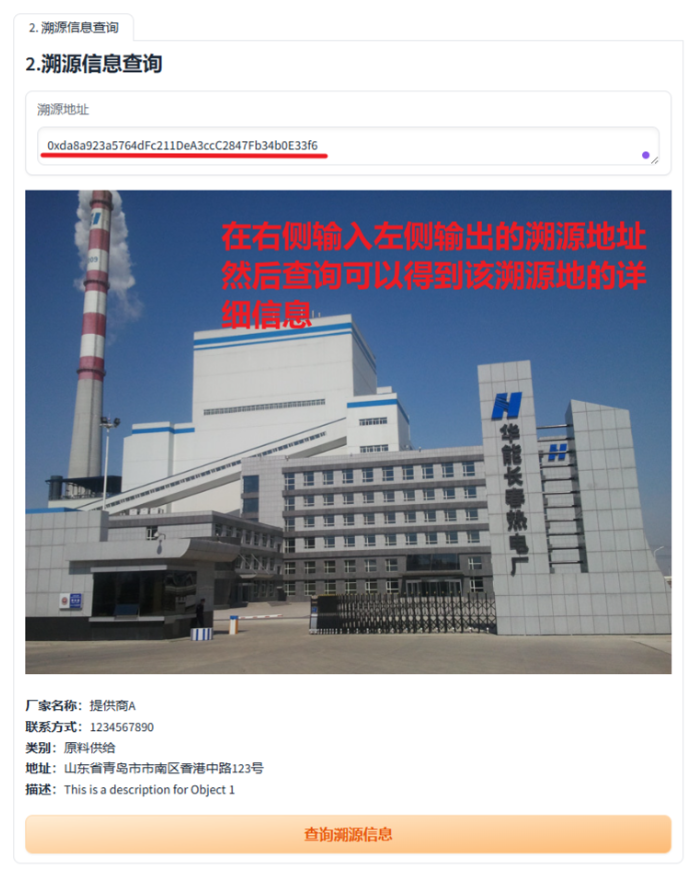 2. 溯源信息查询
2.溯源信息查询
溯源地址
0xda8a923a5764dFc211DeA3ccC2847Fb34b0E33f6
在右侧输入左侧输出的溯源地址
然后查询可以得到该溯源地的详
细信息
华能长春热电厂
厂家名称：提供商A
联系方式：1234567890
类别：原料供给
地址：山东省青岛市市南区香港中路123号
描述：This is a description for Object 1
查询溯源信息